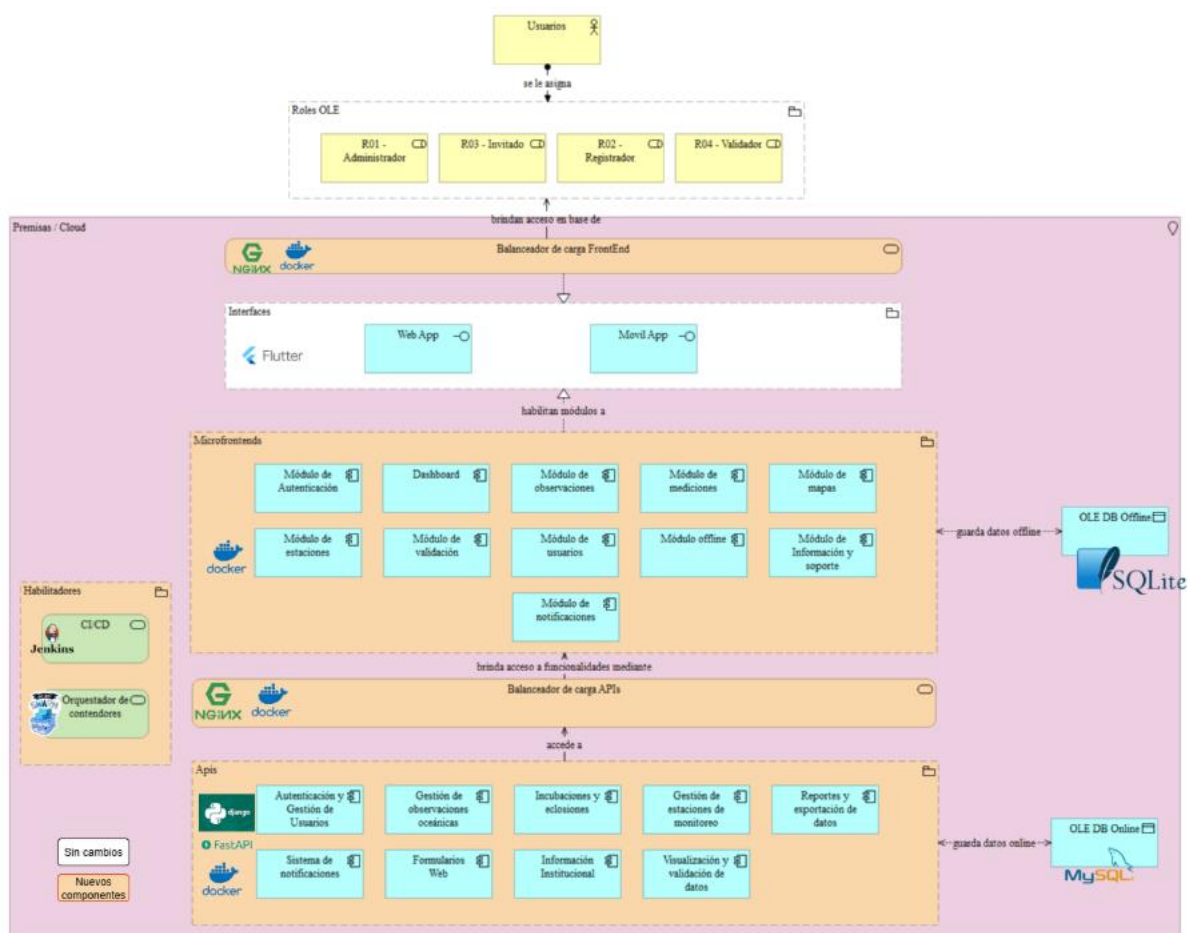 Usuarios
se le asigna
Roles OLE
R01 -
Administrador
R03 - Invitado
R02 -
Registrador
R04 - Validador
brindan acceso en base de
Premisas / Cloud
Balanceador de carga FrontEnd
NGINX
docker
Interfaces
Flutter
Web App
Movil App
habilitan módulos a
Microfrontends
Módulo de
Autenticación
Dashboard
Módulo de
observaciones
Módulo de
mediciones
Módulo de
mapas
Módulo de
estaciones
Módulo de
validación
Módulo de
usuarios
Módulo offline
Módulo de
Información y
soporte
Módulo de
notificaciones
docker
guarda datos offline
OLE DB Offline
SQLite
Habilitadores
CI/CD
Jenkins
Orquestador de
contendores
brinda acceso a funcionalidades mediante
Balanceador de carga APIs
NGINX
docker
accede a
Apis
django
FastAPI
docker
Autenticación y
Gestión de
Usuarios
Gestión de
observaciones
oceánicas
Incubaciones y
eclosiones
Gestión de
estaciones de
monitoreo
Reportes y
exportación de
datos
Sistema de
notificaciones
Formularios
Web
Información
Institucional
Visualización y
validación de
datos
guarda datos online
OLE DB Online
MySQL
Sin cambios
Nuevos
componentes